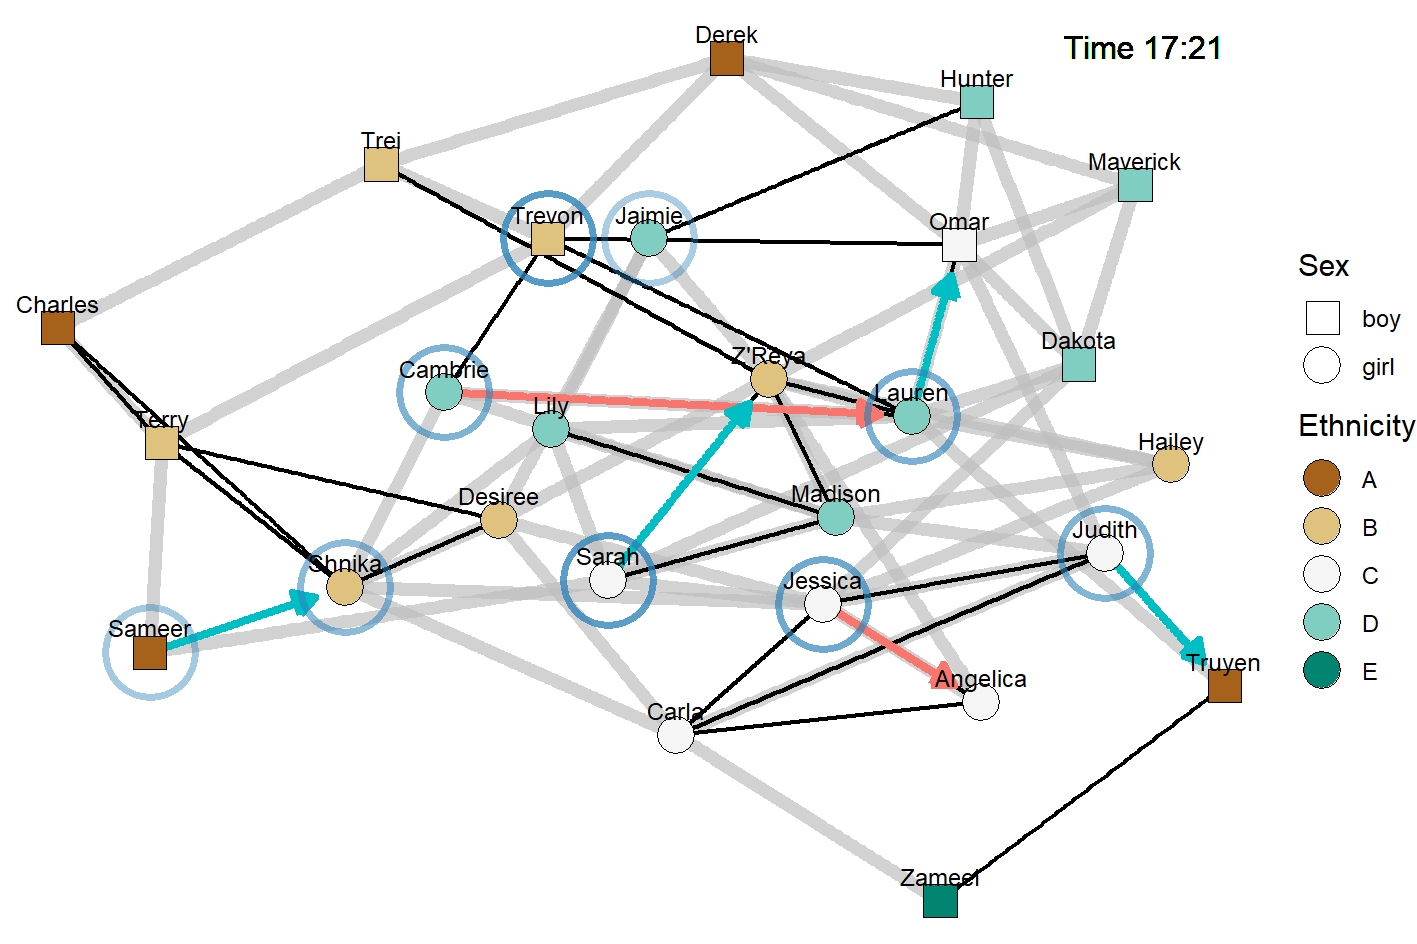 Derek
Time 17:21
Hunter
Trei
Maverick
Trevon
Jaimie
Omar
Charles
Dakota
Z'Reya
Cambrie
Lauren
Lily
Terry
Hailey
Desiree
Madison
Judith
Shnika
Sarah
Jessica
Sameer
Truyen
Angelica
Carla
Zameel
Sex
boy
girl
Ethnicity
A
B
C
D
E